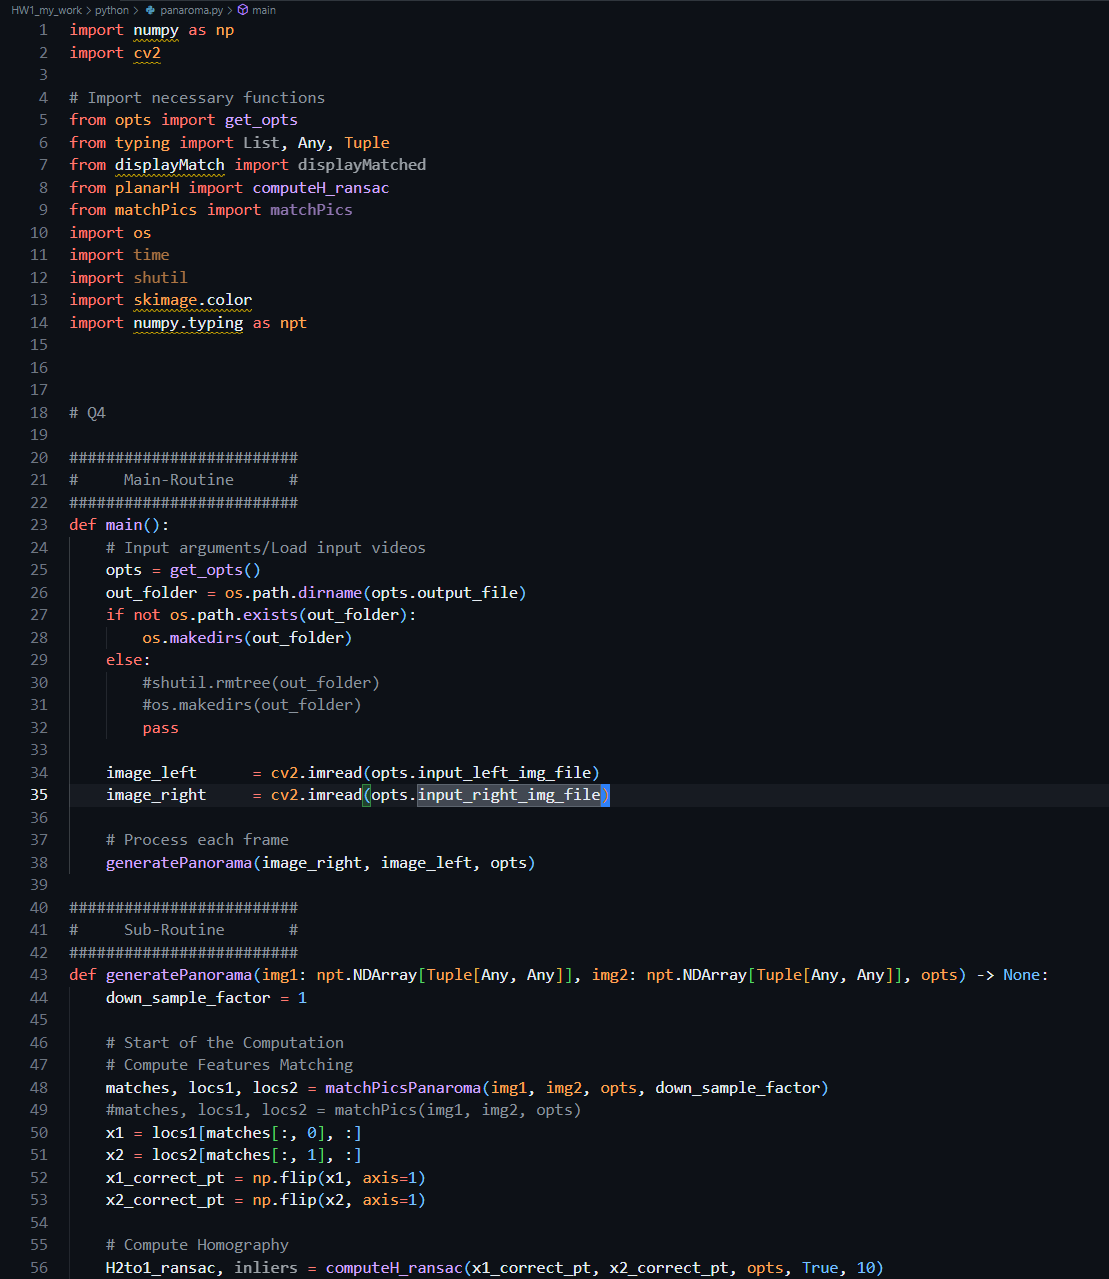 HW1_my_work > python > panaroma.py > main
1 import numpy as np
2 import cv2
3
4 # Import necessary functions
5 from opts import get_opts
6 from typing import List, Any, Tuple
7 from displayMatch import displayMatched
8 from planarH import computeH_ransac
9 from matchPics import matchPics
10 import os
11 import time
12 import shutil
13 import skimage.color
14 import numpy.typing as npt
15
16
17
18 # Q4
19
20 #########################
21 #     Main-Routine      #
22 #########################
23 def main():
24     # Input arguments/Load input videos
25     opts = get_opts()
26     out_folder = os.path.dirname(opts.output_file)
27     if not os.path.exists(out_folder):
28         os.makedirs(out_folder)
29     else:
30         #shutil.rmtree(out_folder)
31         #os.makedirs(out_folder)
32         pass
33
34     image_left      = cv2.imread(opts.input_left_img_file)
35     image_right     = cv2.imread(opts.input_right_img_file)
36
37     # Process each frame
38     generatePanorama(image_right, image_left, opts)
39
40 #########################
41 #     Sub-Routine       #
42 #########################
43 def generatePanorama(img1: npt.NDArray[Tuple[Any, Any]], img2: npt.NDArray[Tuple[Any, Any]], opts) -> None:
44     down_sample_factor = 1
45
46     # Start of the Computation
47     # Compute Features Matching
48     matches, locs1, locs2 = matchPicsPanaroma(img1, img2, opts, down_sample_factor)
49     #matches, locs1, locs2 = matchPics(img1, img2, opts)
50     x1 = locs1[matches[:, 0], :]
51     x2 = locs2[matches[:, 1], :]
52     x1_correct_pt = np.flip(x1, axis=1)
53     x2_correct_pt = np.flip(x2, axis=1)
54
55     # Compute Homography
56     H2to1_ransac, inliers = computeH_ransac(x1_correct_pt, x2_correct_pt, opts, True, 10)